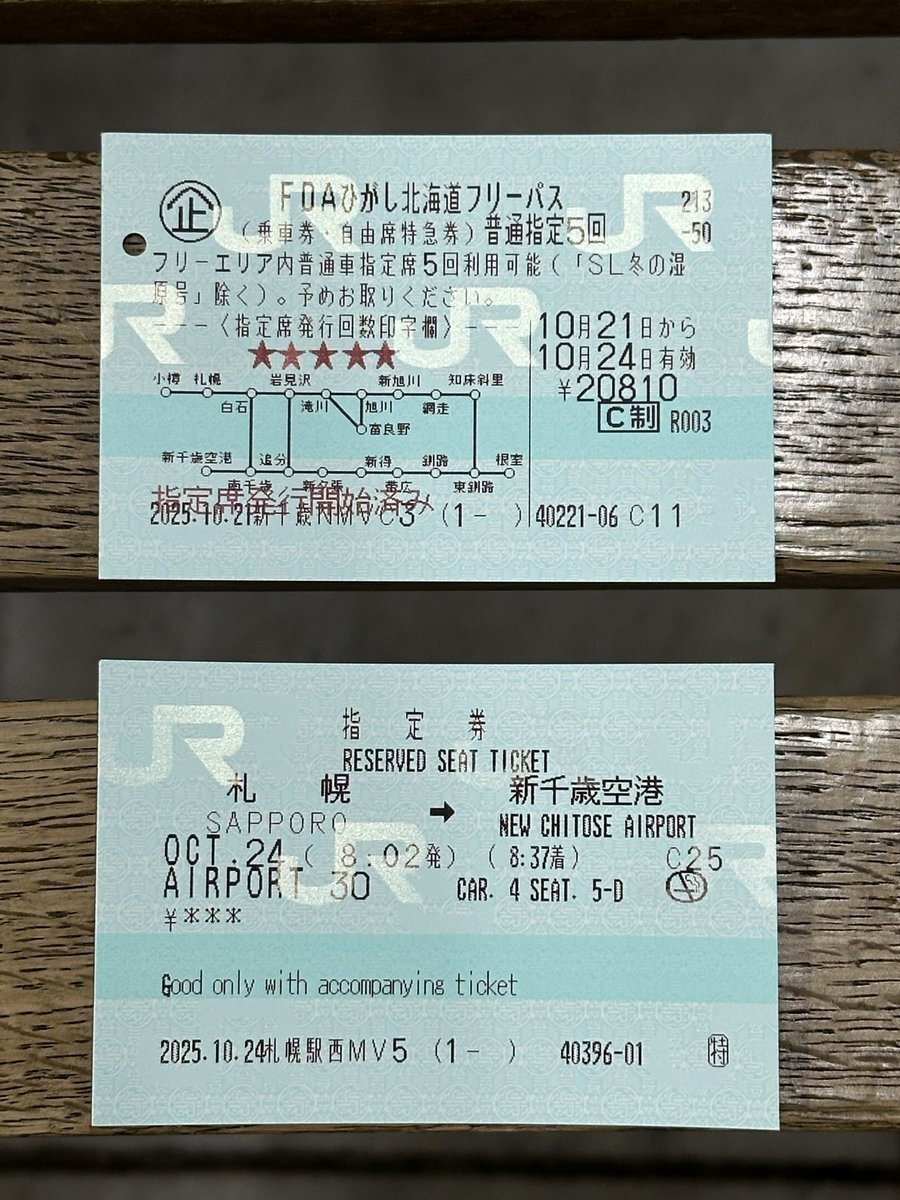 企
FDAひがし北海道フリーパス 213
(乗車券・自由席特急券) 普通指定5回 -50
フリーエリア内普通車指定席5回利用可能(「SL冬の湿
原号」除く)。予めお取りください。
----〈指定席発行回数印字欄〉----
10月21日から
★★★★★ 10月24日有効
¥20810
C制 R003
小樽 札幌 岩見沢 新旭川 知床斜里
白石 滝川 旭川 網走
富良野
新千歳空港 追分 新得 釧路 根室
南千歳 新夕張 帯広 東釧路
指定席発行開始済み
2025.10.21新千歳NMVC3 (1- ) 40221-06 C11
JR
指定券
RESERVED SEAT TICKET
札幌 ➡ 新千歳空港
SAPPORO NEW CHITOSE AIRPORT
OCT.24 ( 8:02発) ( 8:37着) C25
AIRPORT 30 CAR. 4 SEAT. 5-D
¥***
Good only with accompanying ticket
2025.10.24札幌駅西MV5 (1- ) 40396-01 特